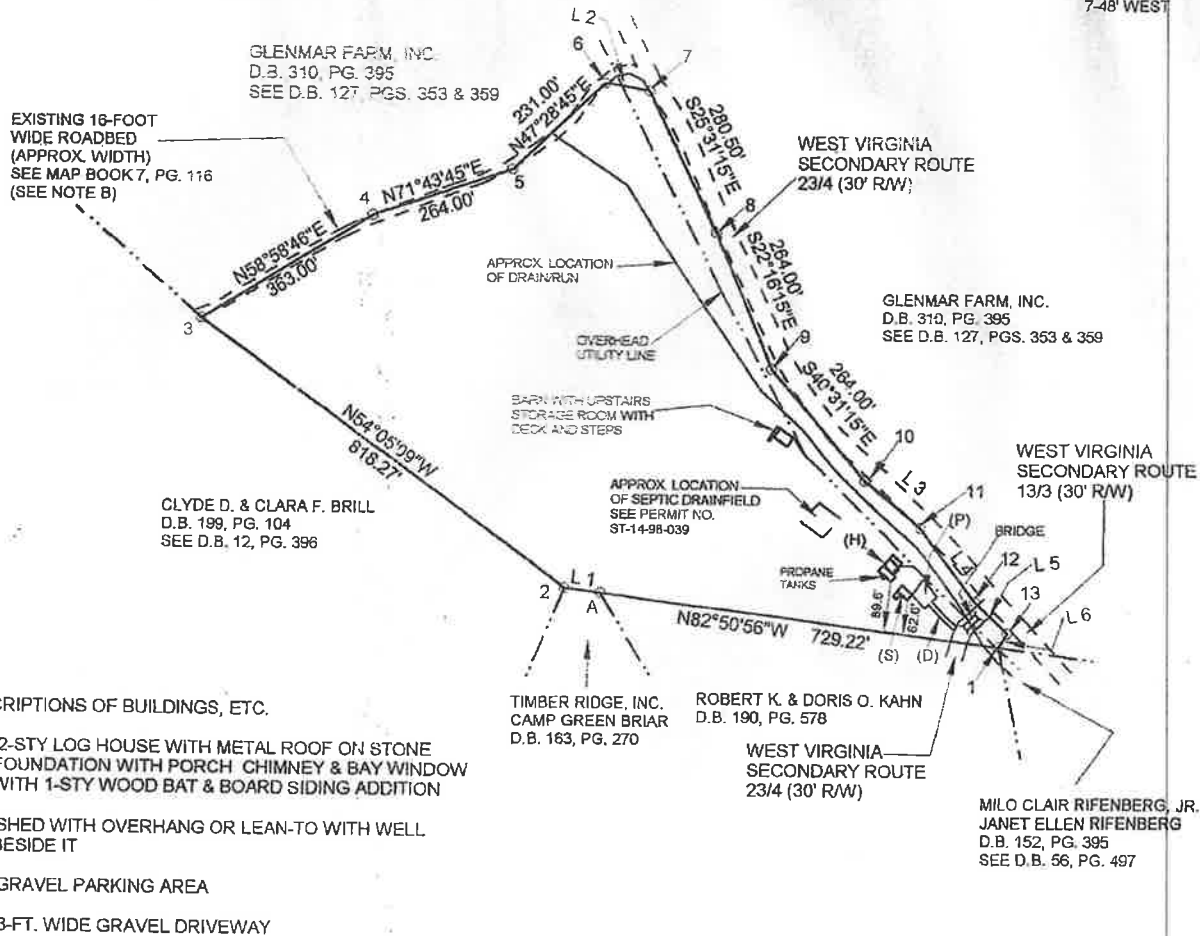 7-48' WEST
L 2
6
7
GLENMAR FARM, INC.
D.B. 310, PG. 395
SEE D.B. 127, PGS. 353 & 359
EXISTING 16-FOOT
WIDE ROADBED
(APPROX. WIDTH)
SEE MAP BOOK 7, PG. 116
(SEE NOTE B)
231.00'
N47°28'45"E
280.50'
S25°31'15"E
WEST VIRGINIA
SECONDARY ROUTE
23/4 (30' R/W)
4
N71°43'45"E
264.00'
5
8
N58°58'46"E
363.00'
3
APPROX. LOCATION
OF DRAIN/RUN
264.00'
S22°16'15"E
GLENMAR FARM, INC.
D.B. 310, PG. 395
SEE D.B. 127, PGS. 353 & 359
OVERHEAD
UTILITY LINE
9
264.00'
S40°31'15"E
BARN WITH UPSTAIRS
STORAGE ROOM WITH
DECK AND STEPS
N54°05'09"W
818.27'
10
L 3
WEST VIRGINIA
SECONDARY ROUTE
13/3 (30' R/W)
CLYDE D. & CLARA F. BRILL
D.B. 199, PG. 104
SEE D.B. 12, PG. 396
APPROX. LOCATION
OF SEPTIC DRAINFIELD
SEE PERMIT NO.
ST-14-98-039
11
(P)
BRIDGE
(H)
L 4
12
L 5
PROPANE
TANKS
13
L 1
2
A
89.6'
62.6'
L 6
N82°50'56"W 729.22'
(S)
(D)
1
TIMBER RIDGE, INC.
CAMP GREEN BRIAR
D.B. 163, PG. 270
ROBERT K. & DORIS O. KAHN
D.B. 190, PG. 578
WEST VIRGINIA
SECONDARY ROUTE
23/4 (30' R/W)
MILO CLAIR RIFENBERG, JR.
JANET ELLEN RIFENBERG
D.B. 152, PG. 395
SEE D.B. 56, PG. 497
CRIPTIONS OF BUILDINGS, ETC.
2-STY LOG HOUSE WITH METAL ROOF ON STONE
FOUNDATION WITH PORCH CHIMNEY & BAY WINDOW
WITH 1-STY WOOD BAT & BOARD SIDING ADDITION
SHED WITH OVERHANG OR LEAN-TO WITH WELL
BESIDE IT
GRAVEL PARKING AREA
8-FT. WIDE GRAVEL DRIVEWAY